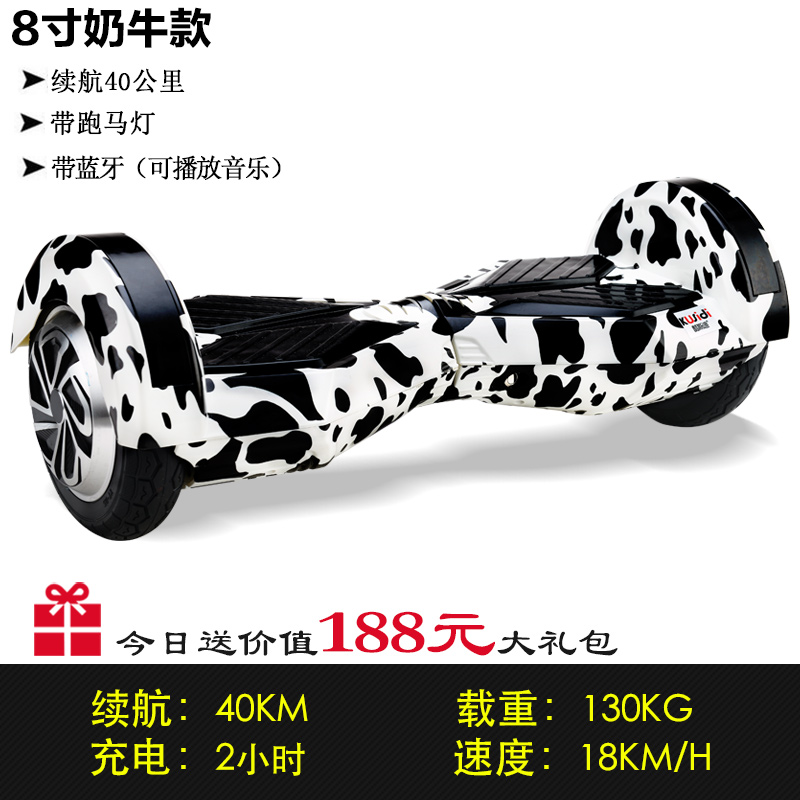 8寸奶牛款
续航40公里
带跑马灯
带蓝牙（可播放音乐）
Kusidi
今日送价值188元大礼包
续航：40KM 载重：130KG
充电：2小时 速度：18KM/H